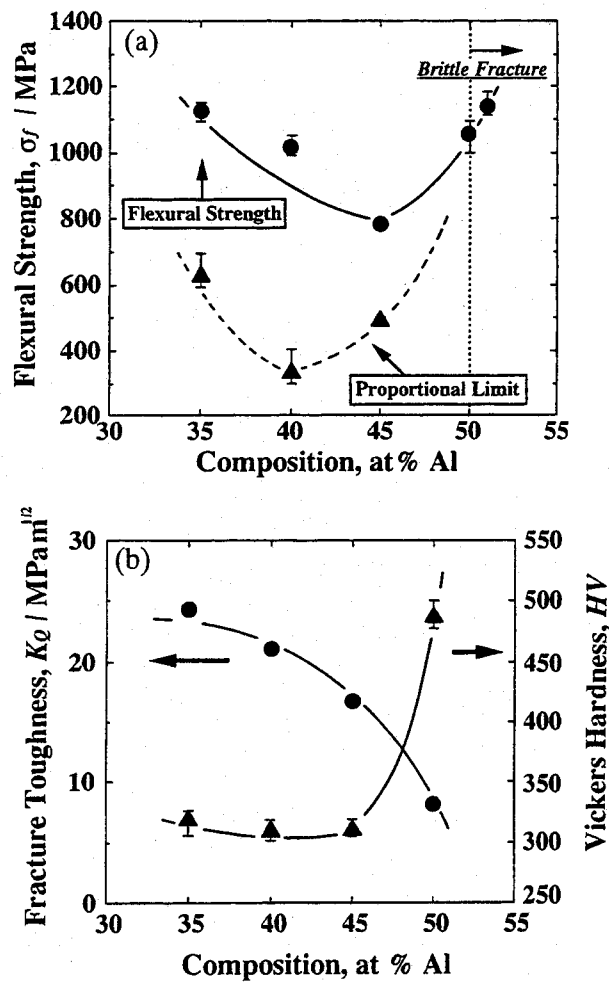 (a)
Flexural Strength, σf / MPa
1400
1200
1000
800
600
400
200
Brittle Fracture
Flexural Strength
Proportional Limit
30 35 40 45 50 55
Composition, at% Al
(b)
Fracture Toughness, KQ / MPam1/2
30
20
10
0
550
500
450
400
350
300
250
Vickers Hardness, HV
30 35 40 45 50 55
Composition, at % Al